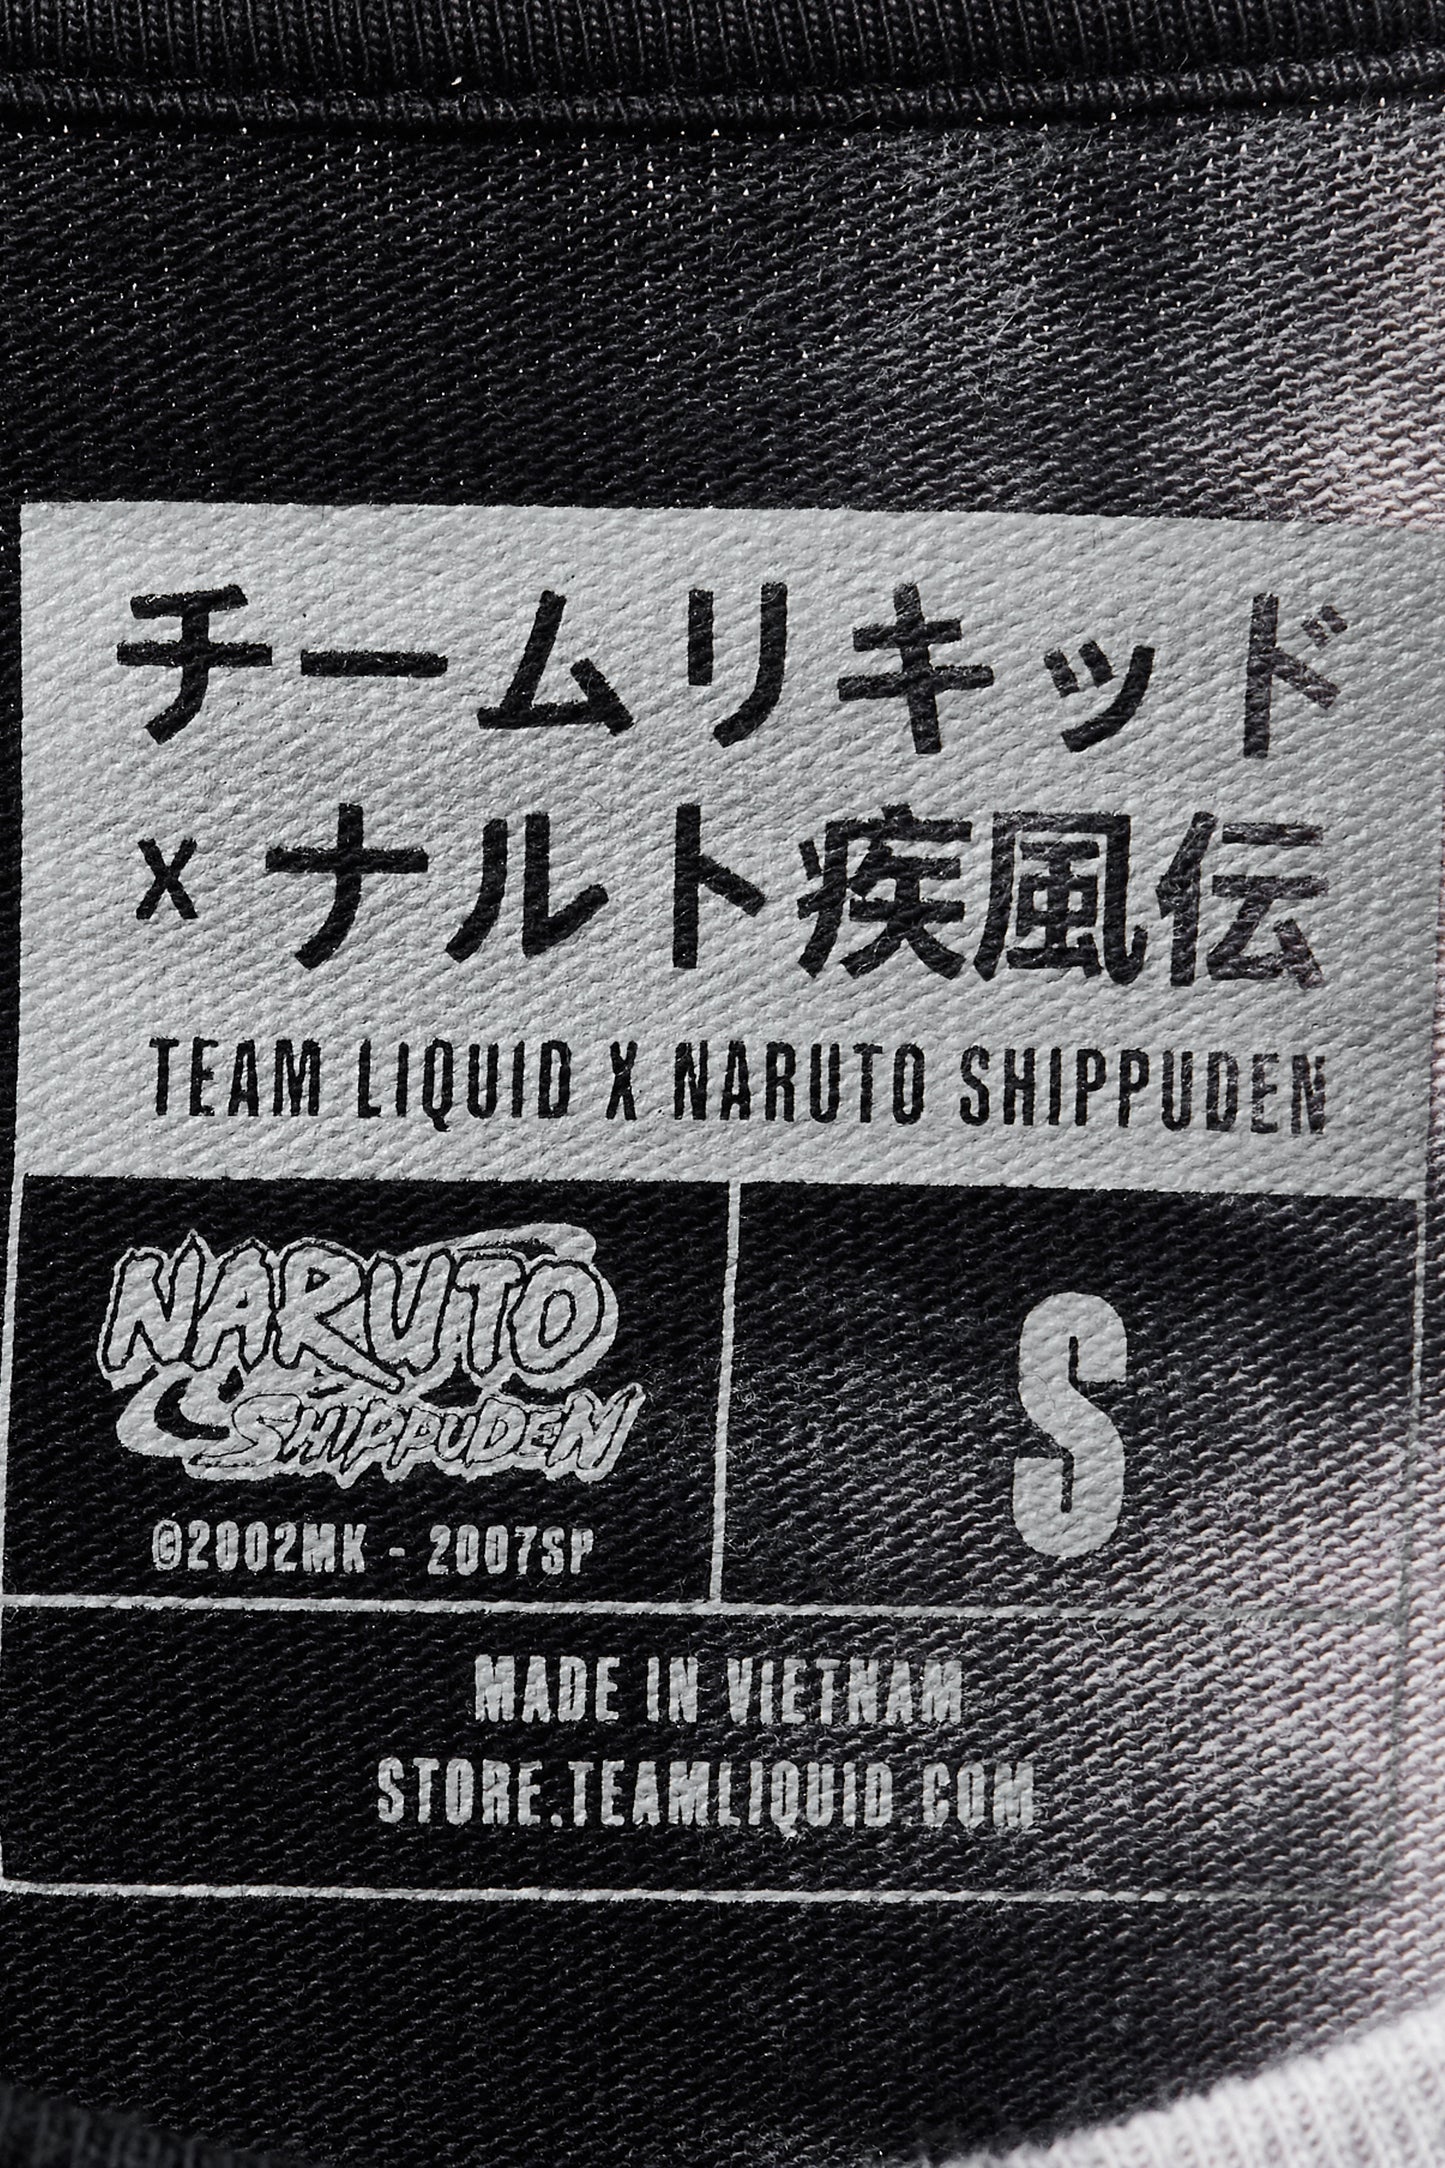 チームリキッド
x ナルト疾風伝
TEAM LIQUID X NARUTO SHIPPUDEN
NARUTO
SHIPPUDEN
S
©2002MK - 2007SP
MADE IN VIETNAM
STORE.TEAMLIQUID.COM